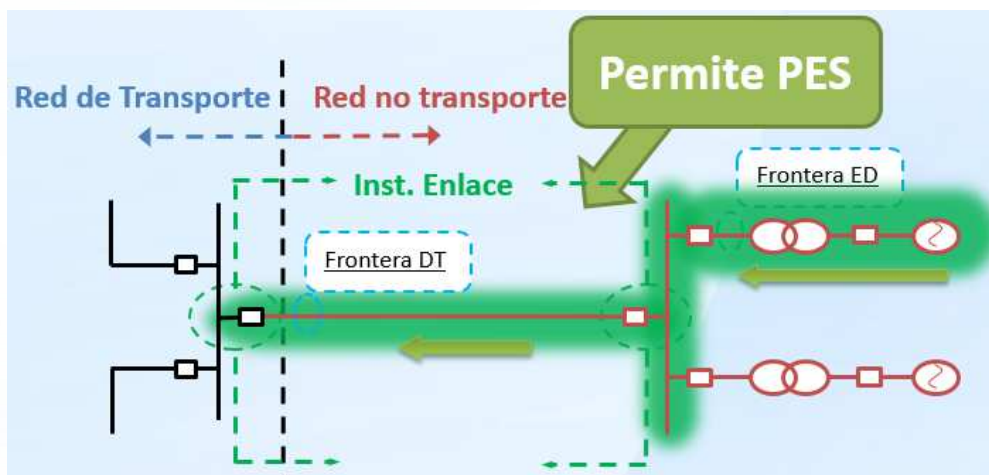 Permite PES
Red de Transporte
Red no transporte
Inst. Enlace
Frontera ED
Frontera DT